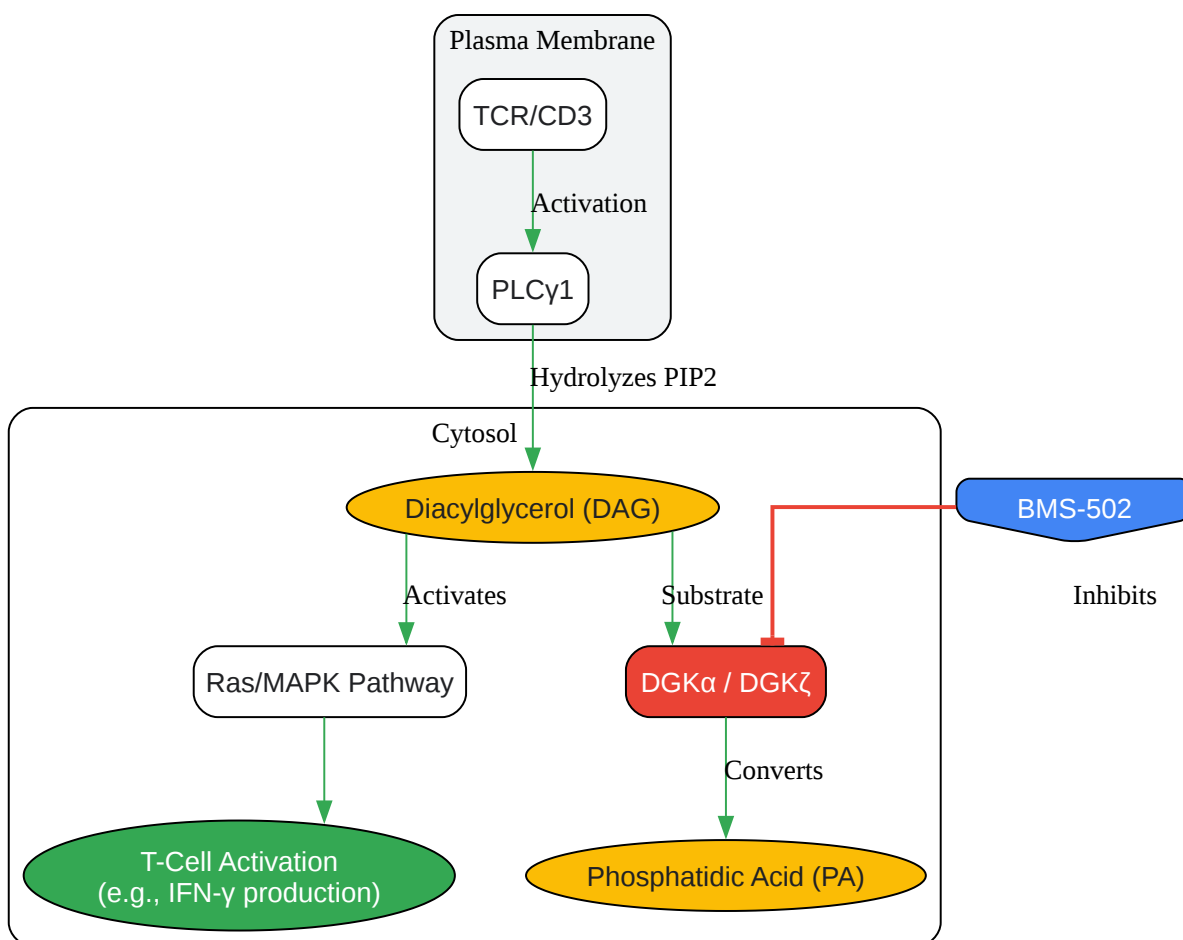 Plasma Membrane
TCR/CD3
Activation
PLCγ1
Hydrolyzes PIP2
Cytosol
Diacylglycerol (DAG)
BMS-502
Activates
Substrate
Inhibits
Ras/MAPK Pathway
DGKα / DGKζ
Converts
T-Cell Activation
(e.g., IFN-γ production)
Phosphatidic Acid (PA)